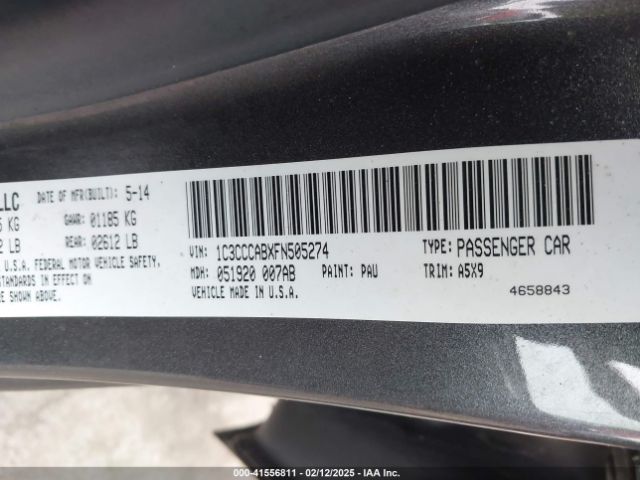 LLC DATE OF MFR(BUILT): 5-14
KG GAWR: 01185 KG
LB REAR: 02612 LB
U.S.A. FEDERAL MOTOR VEHICLE SAFETY,
STANDARDS IN EFFECT ON
SHOWN ABOVE.
VIN: 1C3CCCABXFN505274 TYPE: PASSENGER CAR
MDH: 051920 007AB PAINT: PAU TRIM: A5X9
VEHICLE MADE IN U.S.A.
4658843
000-41556811 - 02/12/2025 - IAA Inc.